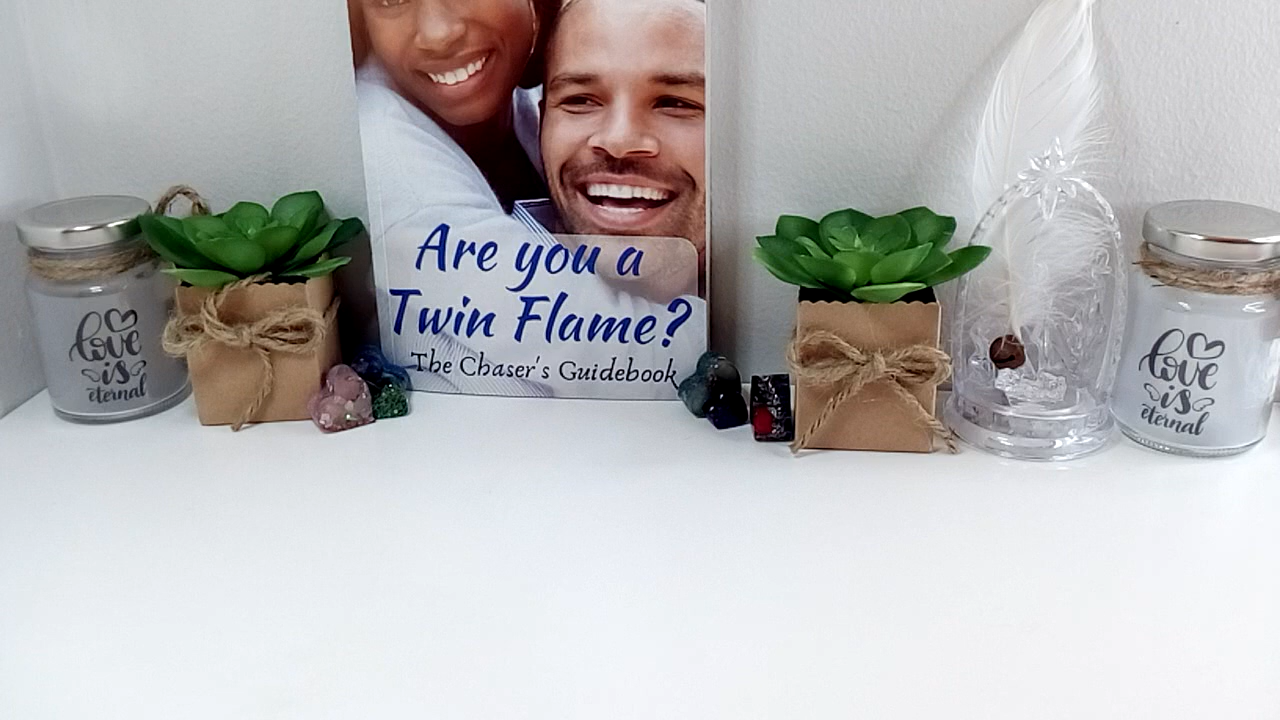 love
is
eternal
Are you a
Twin Flame?
The Chaser's Guidebook
love
is
eternal